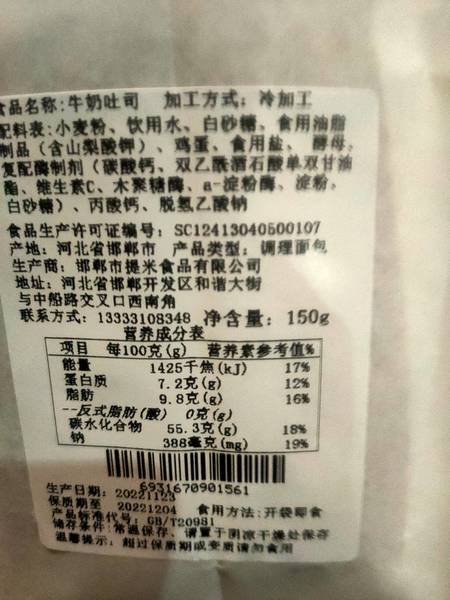 食品名称:牛奶吐司 加工方式:冷加工
配料表:小麦粉、饮用水、白砂糖、食用油脂
制品(含山梨酸钾)、鸡蛋、食用盐、酵母、
复配酶制剂(碳酸钙、双乙酰酒石酸单双甘油
酯、维生素C、木聚糖酶、a-淀粉酶、淀粉、
白砂糖)、丙酸钙、脱氢乙酸钠
食品生产许可证编号:SC12413040500107
产地:河北省邯郸市 产品类型:调理面包
生产商:邯郸市提米食品有限公司
地址:河北省邯郸开发区和谐大街
与中船路交叉口西南角
联系方式:13333108348 净含量:150g
营养成分表
项目 每100克(g) 营养素参考值%
能量 1425千焦(kJ) 17%
蛋白质 7.2克(g) 12%
脂肪 9.8克(g) 16%
--反式脂肪(酸) 0克(g)
碳水化合物 55.3克(g) 18%
钠 388毫克(mg) 19%
6931670901561
生产日期:20221123
保质期至 20221204 食用方法:开袋即食
产品标准代号:GB/T20981
储存条件:常温保存,请置于阴凉干燥处保存
温馨提示:超过保质期或变质请勿食用